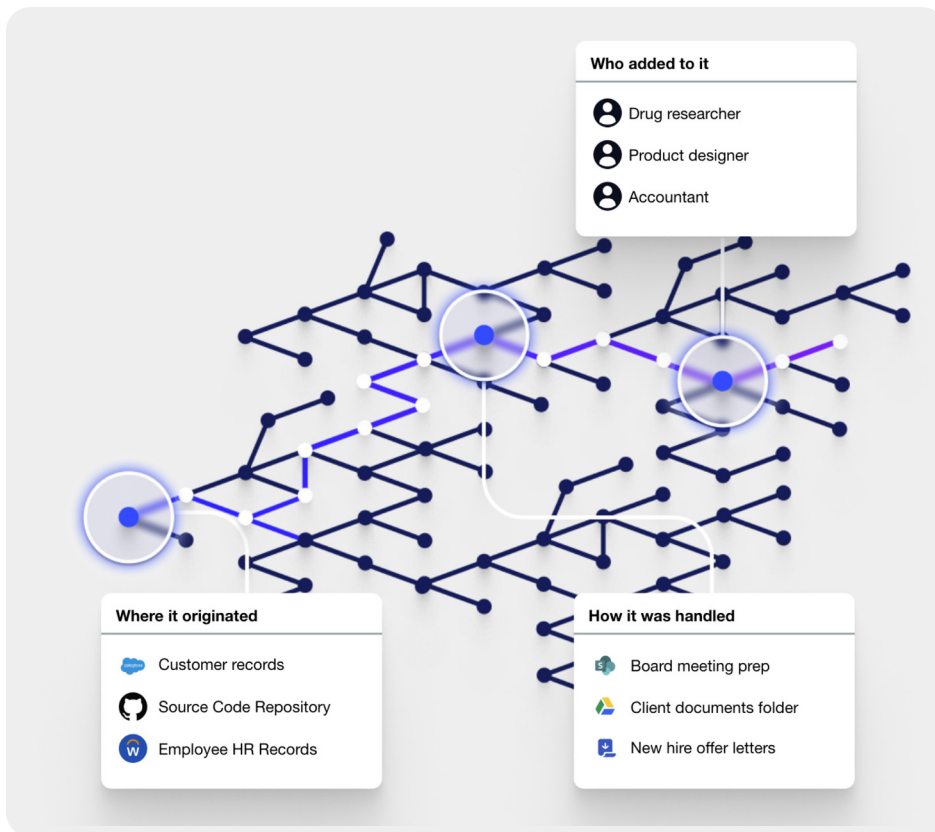 Who added to it
Drug researcher
Product designer
Accountant
Where it originated
Customer records
Source Code Repository
Employee HR Records
How it was handled
Board meeting prep
Client documents folder
New hire offer letters